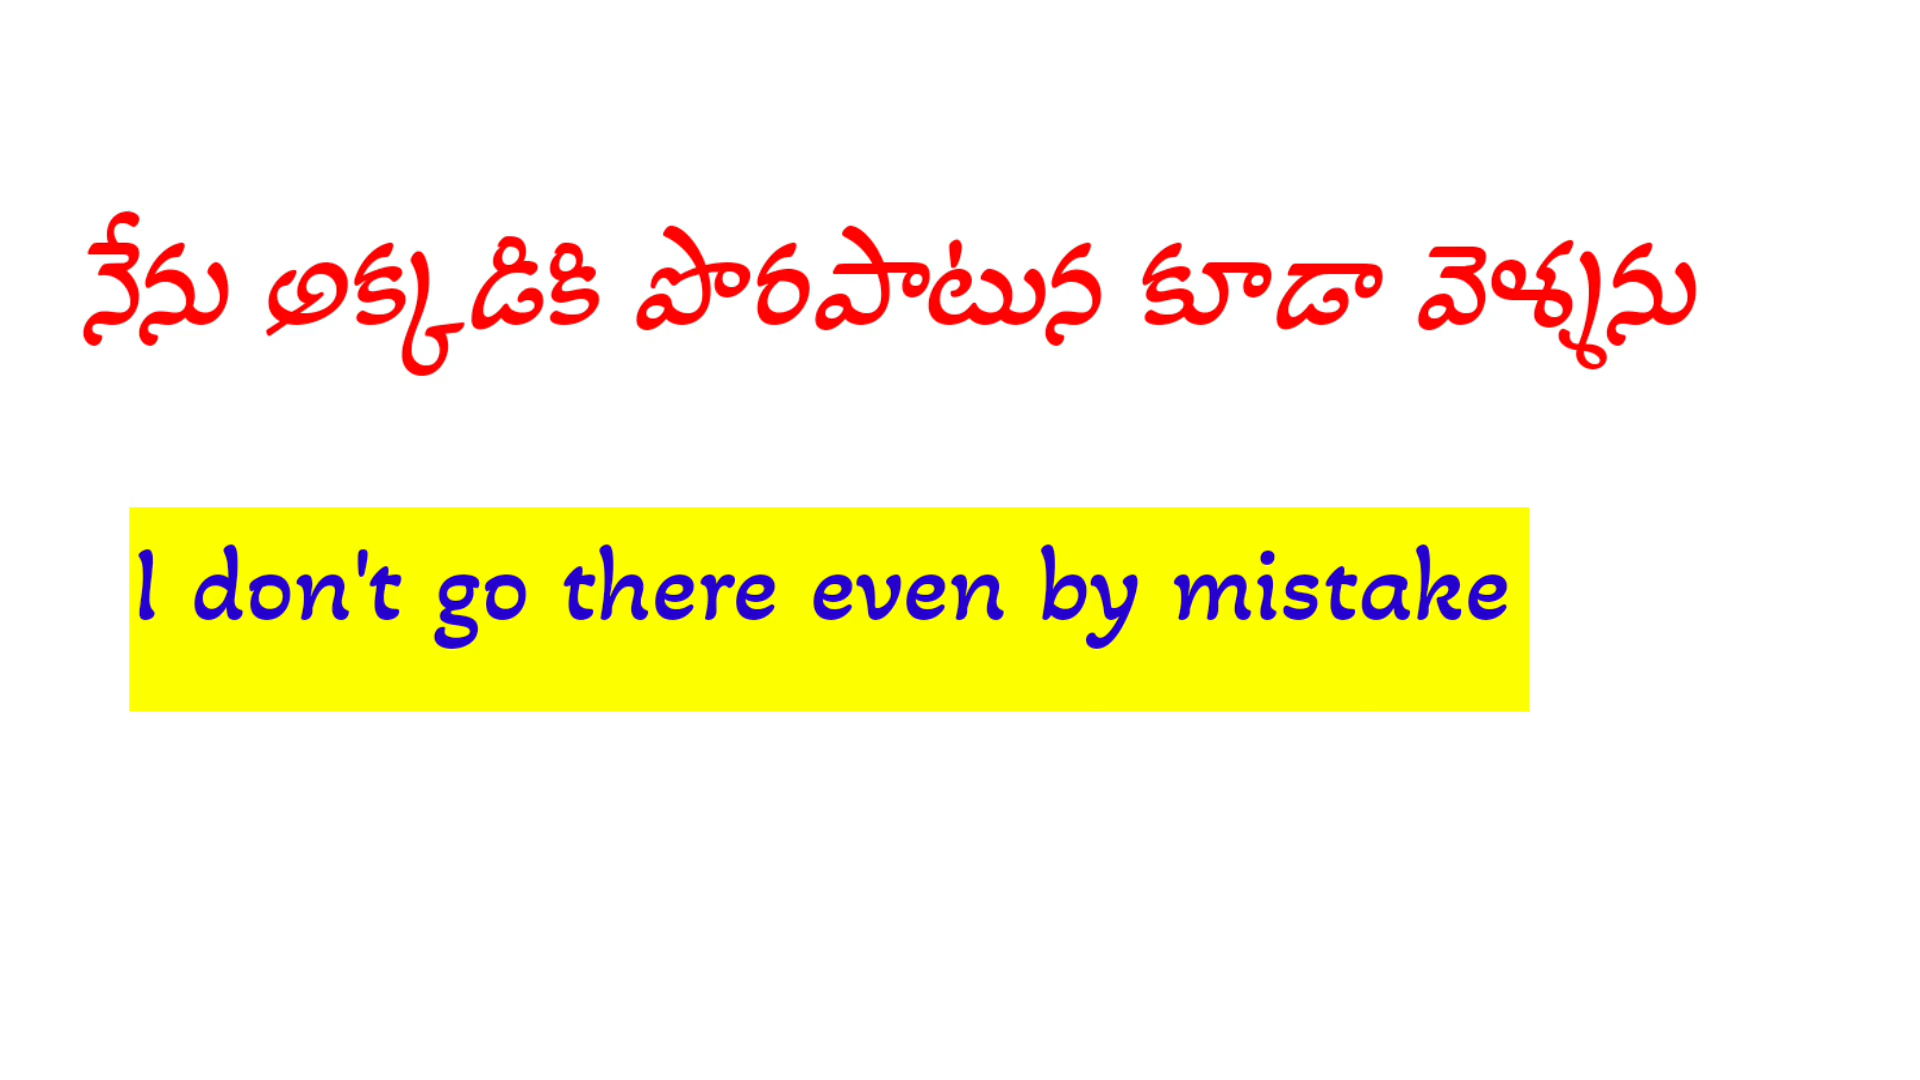 నేను అక్కడికి పొరపాటున కూడా వెళ్ళను
I don't go there even by mistake